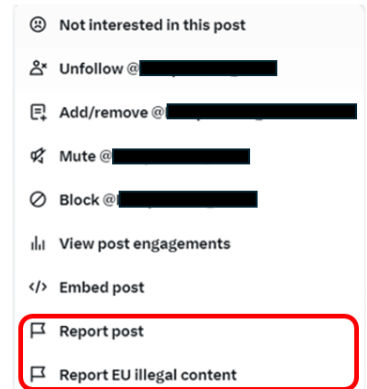 Not interested in this post
Unfollow @
Add/remove @
Mute @
Block @
View post engagements
</> Embed post
Report post
Report EU illegal content